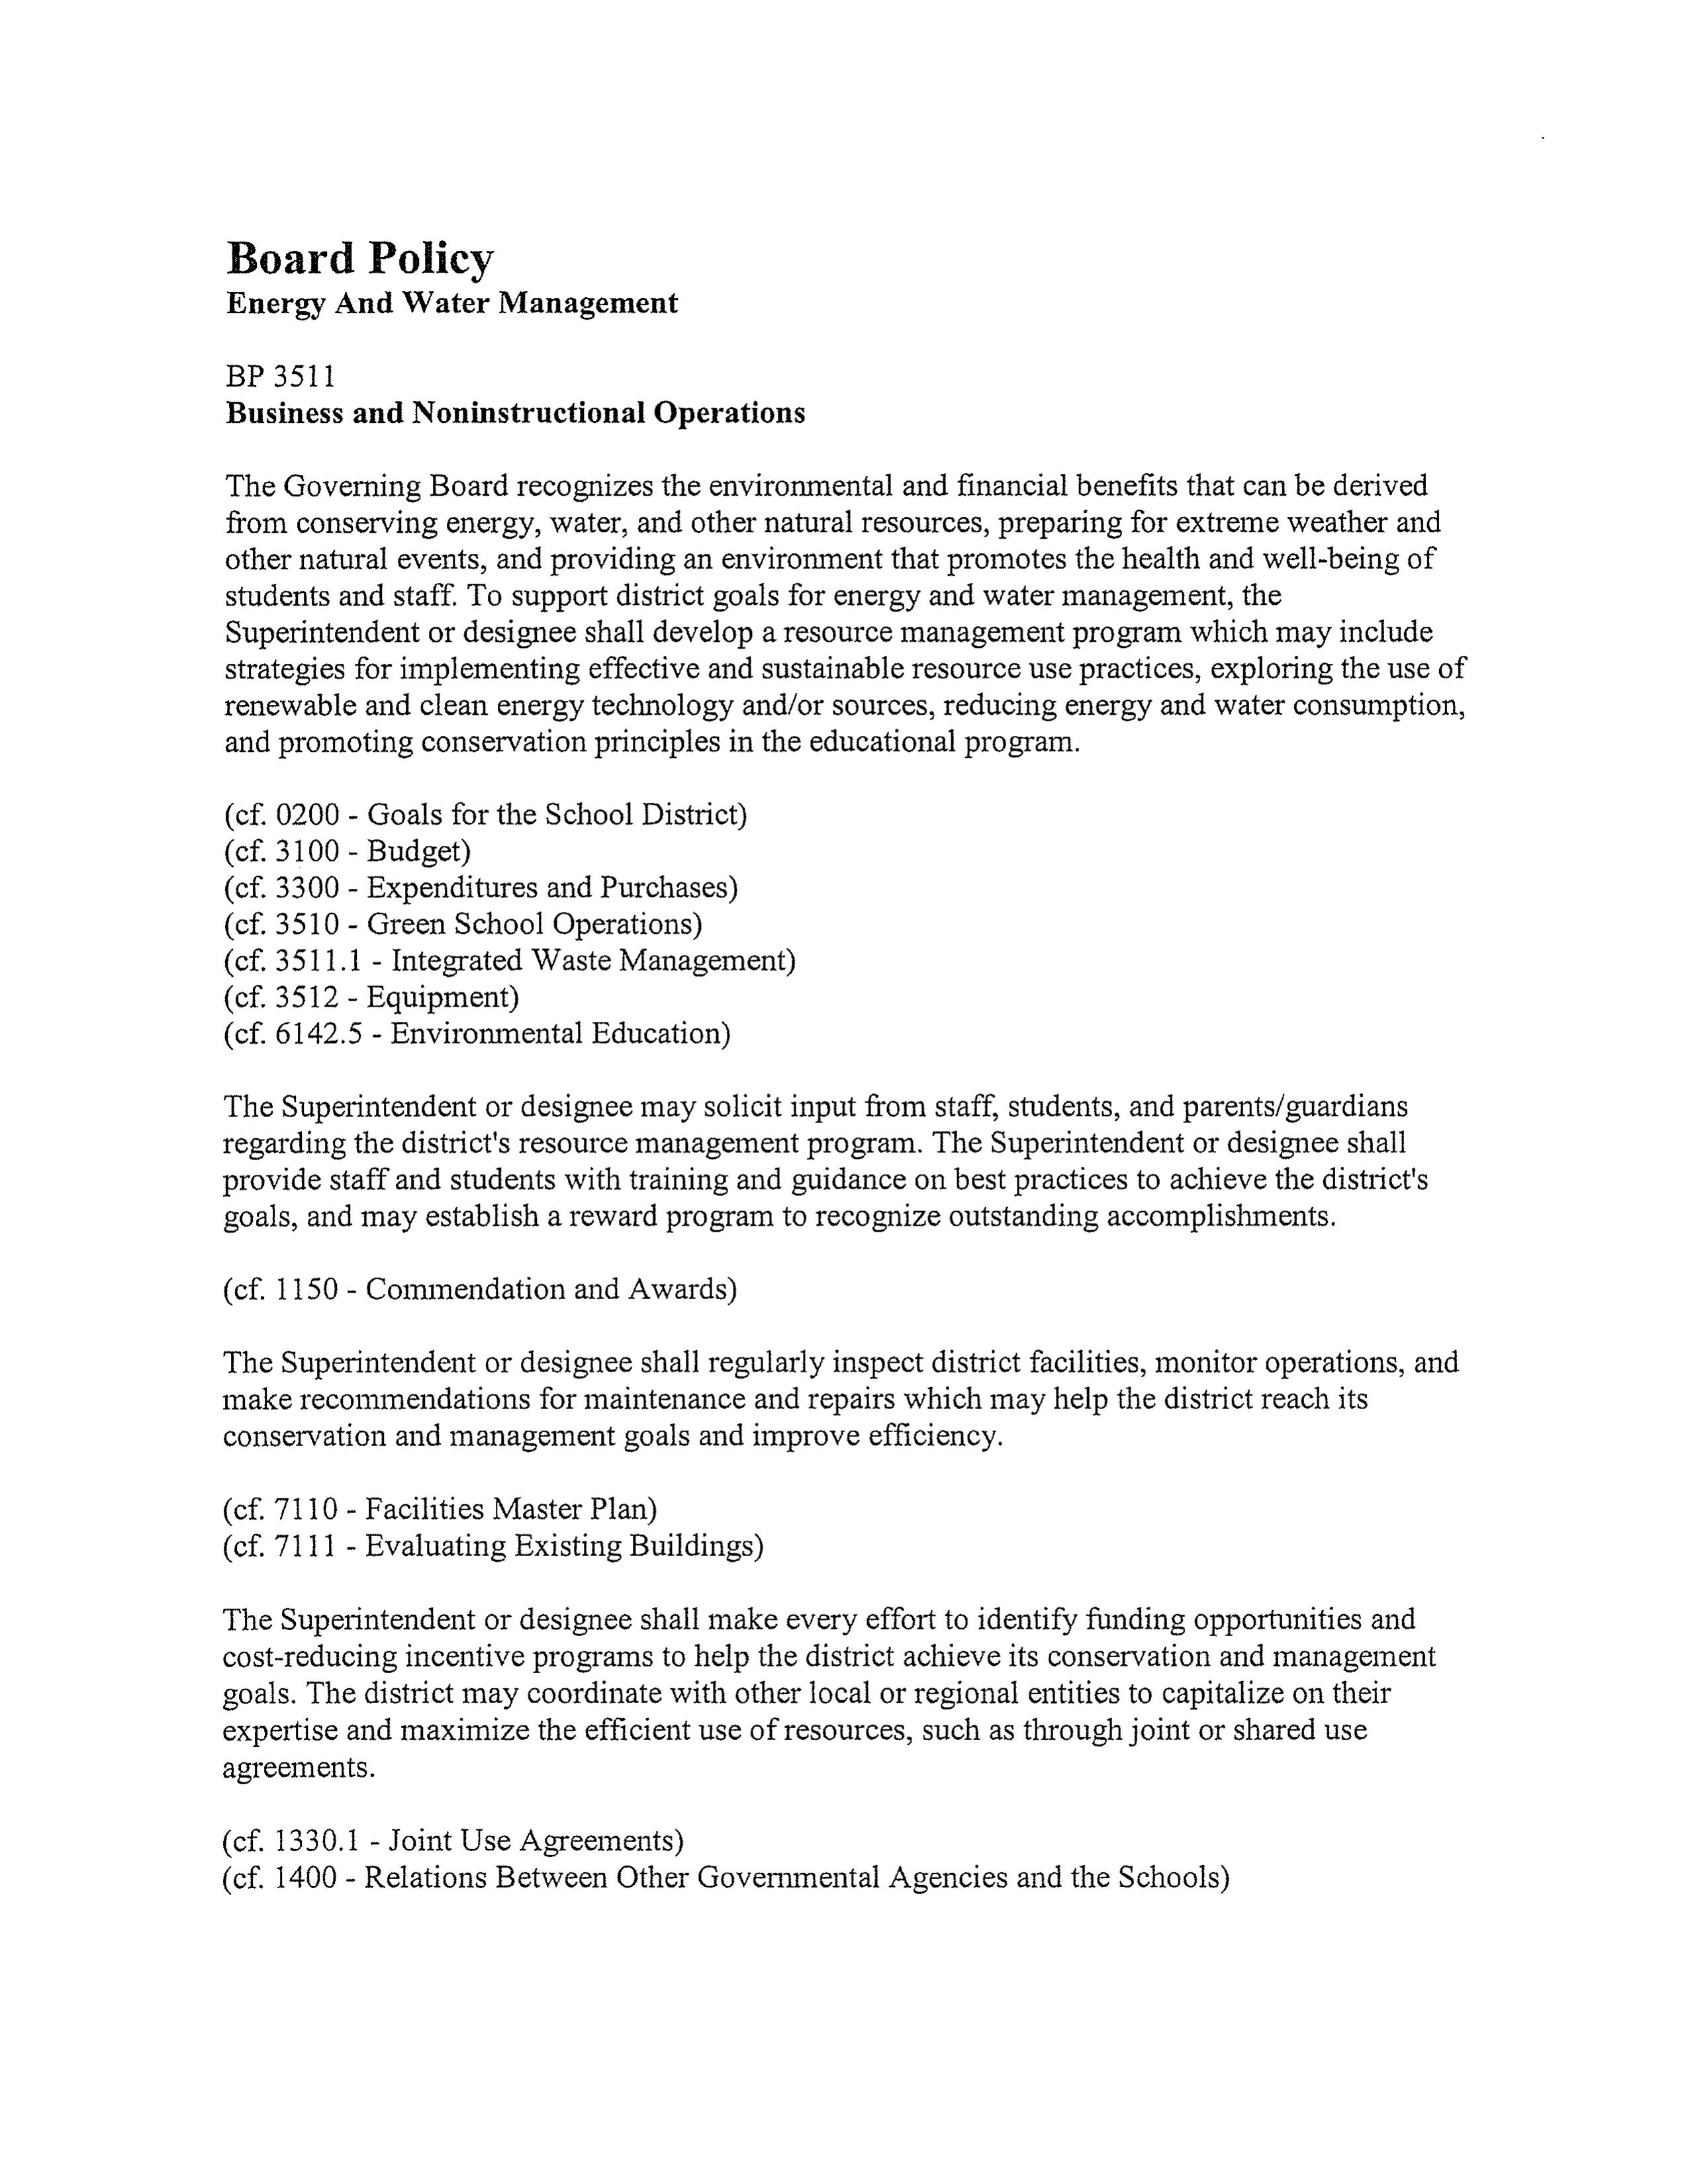 Board Policy
Energy And Water Management
BP 3511
Business and Noninstructional Operations
The Governing Board recognizes the environmental and financial benefits that can be derived
from conserving energy, water, and other natural resources, preparing for extreme weather and
other natural events, and providing an environment that promotes the health and well-being of
students and staff. To support district goals for energy and water management, the
Superintendent or designee shall develop a resource management program which may include
strategies for implementing effective and sustainable resource use practices, exploring the use of
renewable and clean energy technology and/or sources, reducing energy and water consumption,
and promoting conservation principles in the educational program.
(cf. 0200 - Goals for the School District)
(cf. 3100 - Budget)
(cf. 3300 - Expenditures and Purchases)
(cf. 3510 - Green School Operations)
(cf. 3511.1 - Integrated Waste Management)
(cf. 3512 - Equipment)
(cf. 6142.5 - Environmental Education)
The Superintendent or designee may solicit input from staff, students, and parents/guardians
regarding the district's resource management program. The Superintendent or designee shall
provide staff and students with training and guidance on best practices to achieve the district's
goals, and may establish a reward program to recognize outstanding accomplishments.
(cf. 1150 - Commendation and Awards)
The Superintendent or designee shall regularly inspect district facilities, monitor operations, and
make recommendations for maintenance and repairs which may help the district reach its
conservation and management goals and improve efficiency.
(cf. 7110 - Facilities Master Plan)
(cf. 7111 - Evaluating Existing Buildings)
The Superintendent or designee shall make every effort to identify funding opportunities and
cost-reducing incentive programs to help the district achieve its conservation and management
goals. The district may coordinate with other local or regional entities to capitalize on their
expertise and maximize the efficient use of resources, such as through joint or shared use
agreements.
(cf. 1330.1 - Joint Use Agreements)
(cf. 1400 - Relations Between Other Governmental Agencies and the Schools)